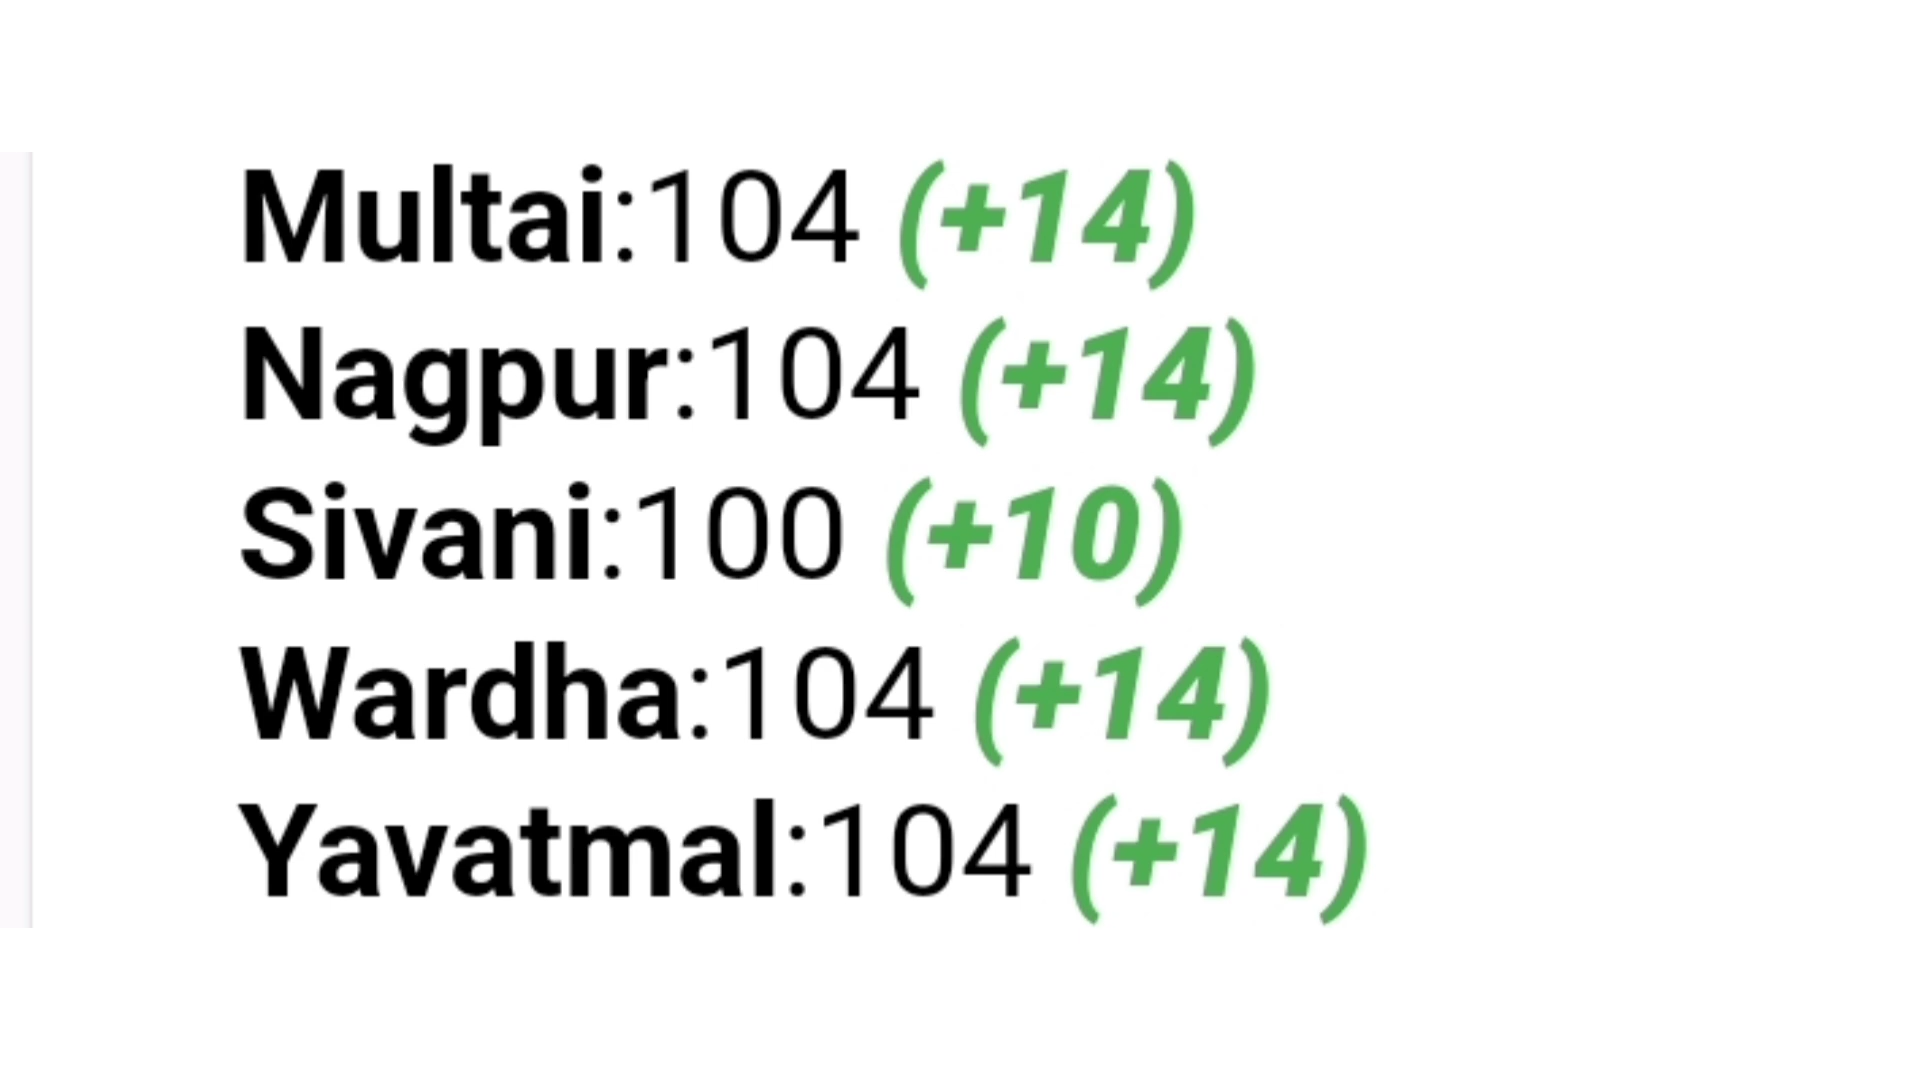 Multai:104 (+14)
Nagpur:104 (+14)
Sivani:100 (+10)
Wardha:104 (+14)
Yavatmal:104 (+14)